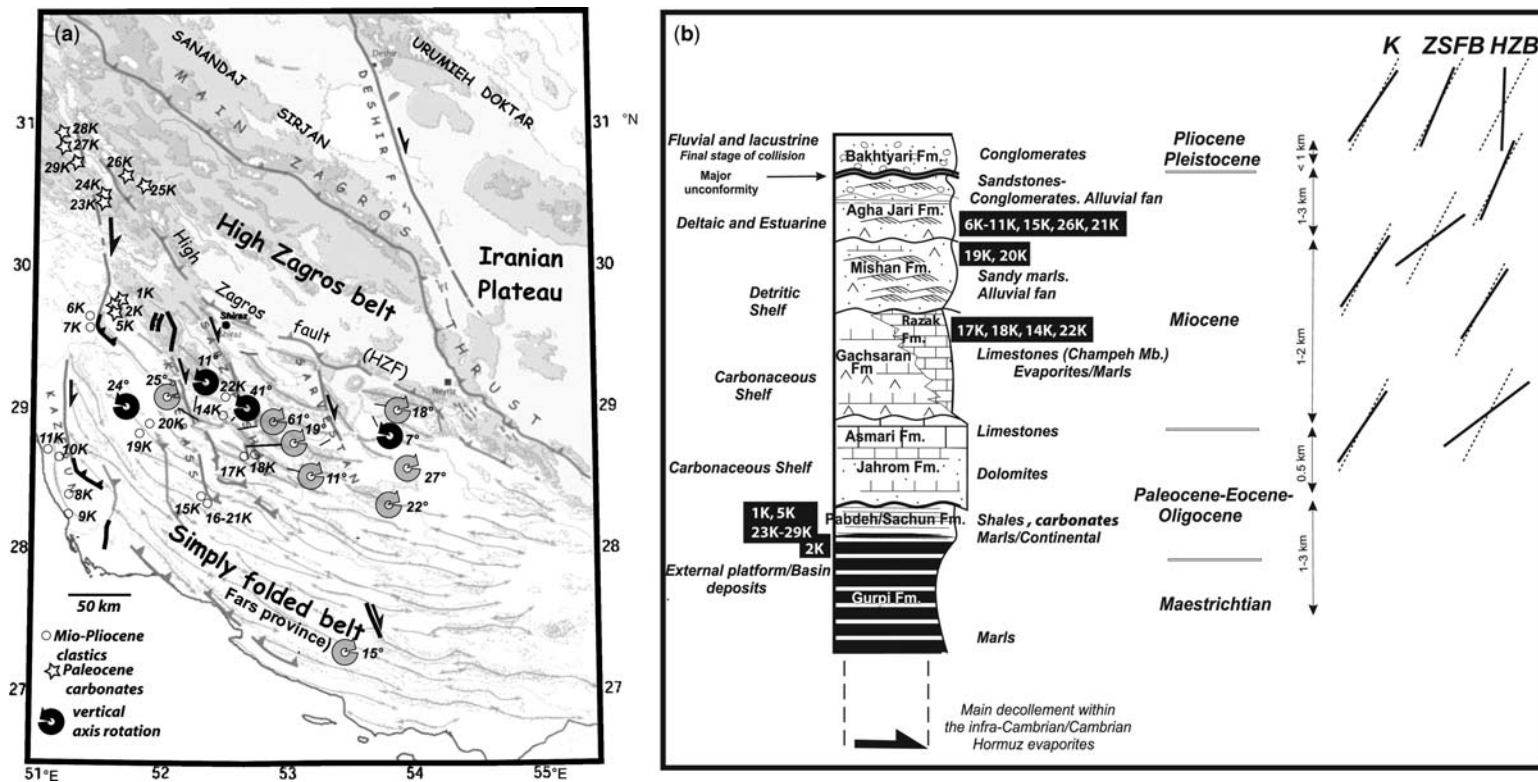 (a)
SANANDAJ
SIRJAN
URUMIEH DOKTAR
MAIN ZAGROS
THRUST
DESHIR F.
Deshir
°N
31
30
29
28
27
31
30
29
28
27
28K
27K
29K
26K
25K
24K
23K
High Zagros belt
Iranian
Plateau
High
Zagros
fault
(HZF)
Shiraz
Shiraz
Neyriz
1K
2K
5K
6K
7K
11°
24°
25°
22K
41°
14K
61°
19°
18°
7°
20K
19K
11K
10K
17K
18K
11°
27°
22°
8K
9K
15K
16-21K
SARVESTAN
Simply folded belt
Fars province)
15°
50 km
Mio-Pliocene
clastics
Paleocene
carbonates
vertical
axis rotation
51°E
52
53
54
55°E
(b)
K ZSFB HZB
Fluvial and lacustrine
Final stage of collision
Major
unconformity
Bakhtyari Fm.
Conglomerates
Pliocene
Pleistocene
< 1 km
Sandstones-
Conglomerates. Alluvial fan
Deltaic and Estuarine
Agha Jari Fm.
6K-11K, 15K, 26K, 21K
1-3 km
19K, 20K
Mishan Fm.
Sandy marls.
Alluvial fan
Detritic
Shelf
Razak
Fm.
17K, 18K, 14K, 22K
Miocene
1-2 km
Gachsaran
Fm
Limestones (Champeh Mb.)
Evaporites/Marls
Carbonaceous
Shelf
Asmari Fm.
Limestones
Carbonaceous Shelf
Jahrom Fm.
Dolomites
0.5 km
Paleocene-Eocene-
Oligocene
1K, 5K
23K-29K
2K
Pabdeh/Sachun Fm.
Shales , carbonates
Marls/Continental
External platform/Basin
deposits
1-3 km
Gurpi Fm.
Maestrichtian
Marls
Main decollement within
the infra-Cambrian/Cambrian
Hormuz evaporites